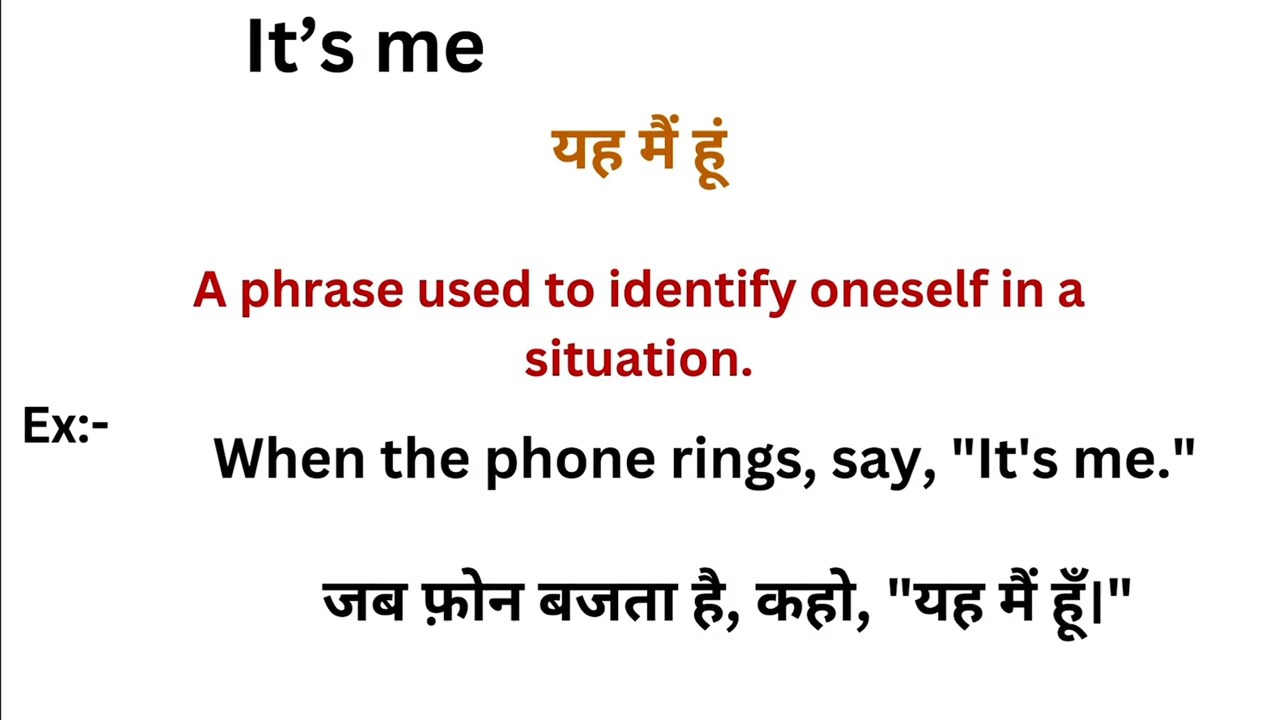 It’s me
यह मैं हूं
A phrase used to identify oneself in a
situation.
Ex:-
When the phone rings, say, "It's me."
जब फ़ोन बजता है, कहो, "यह मैं हूँ|"